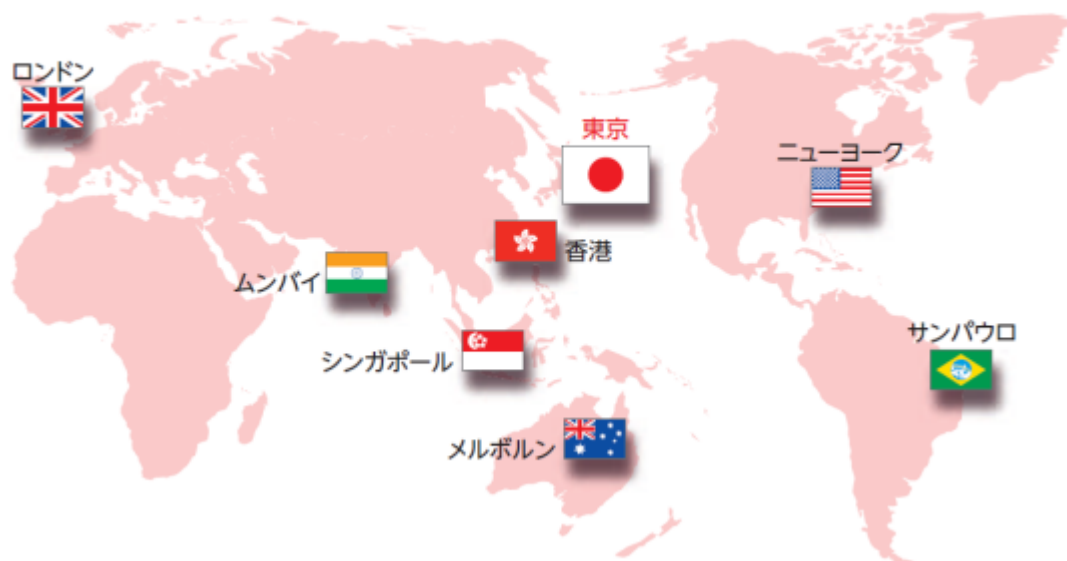 ロンドン
東京
ニューヨーク
香港
ムンバイ
サンパウロ
シンガポール
メルボルン